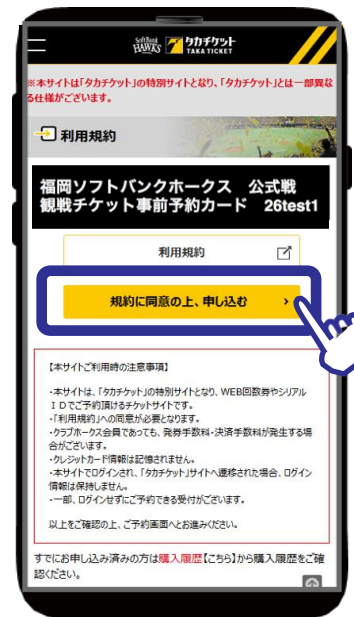 SoftBank
HAWKS
タカチケット
TAKA TICKET
※本サイトは「タカチケット」の特別サイトとなり、「タカチケット」とは一部異な
る仕様がございます。
利用規約
福岡ソフトバンクホークス　公式戦
観戦チケット事前予約カード　26test1
利用規約
規約に同意の上、申し込む
【本サイトご利用時の注意事項】
・本サイトは、「タカチケット」の特別サイトとなり、WEB回数券やシリアル
ＩＤでご予約頂けるチケットサイトです。
・「利用規約」への同意が必要となります。
・クラブホークス会員であっても、発券手数料・決済手数料が発生する場
合がございます。
・クレジットカード情報は記憶されません。
・本サイトでログインされ、「タカチケット」サイトへ遷移された場合、ログイン
情報は保持しません。
・一部、ログインせずにご予約できる受付がございます。
以上をご確認の上、ご予約画面へとお進みください。
すでにお申し込み済みの方は購入履歴【こちら】から購入履歴をご確
認ください。